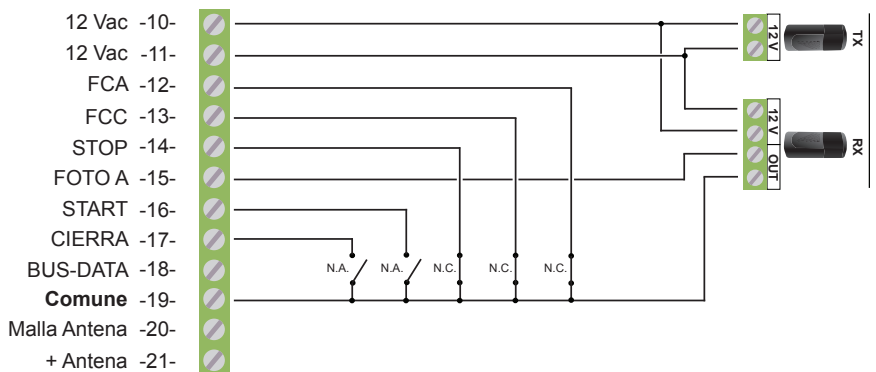 12 Vac -10-
12 Vac -11-
FCA -12-
FCC -13-
STOP -14-
FOTO A -15-
START -16-
CIERRA -17-
BUS-DATA -18-
Comune -19-
Malla Antena -20-
+ Antena -21-
N.A. N.A. N.C. N.C. N.C.
12 V
TX
12 V
OUT
RX